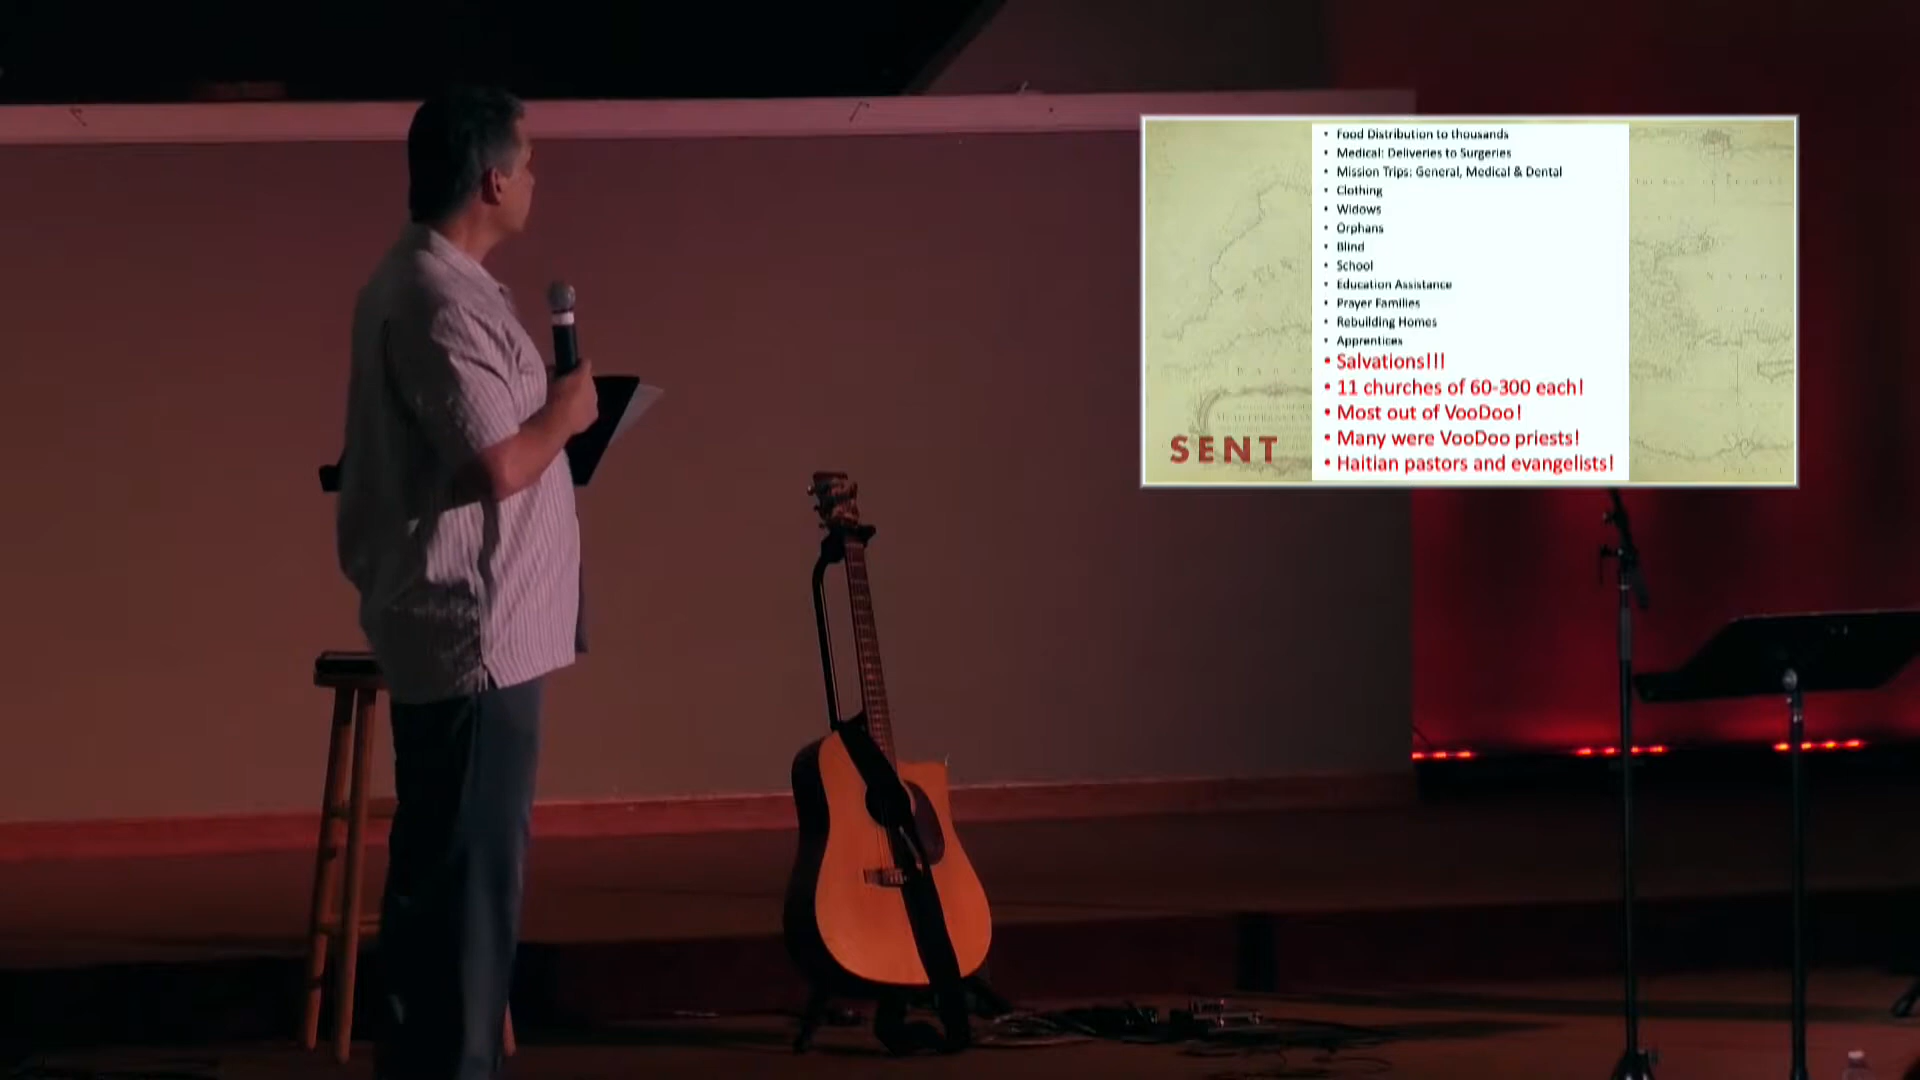 • Food Distribution to thousands
• Medical: Deliveries to Surgeries
• Mission Trips: General, Medical & Dental
• Clothing
• Widows
• Orphans
• Blind
• School
• Education Assistance
• Prayer Families
• Rebuilding Homes
• Apprentices
• Salvations!!!
• 11 churches of 60-300 each!
• Most out of VooDoo!
• Many were VooDoo priests!
• Haitian pastors and evangelists!
SENT